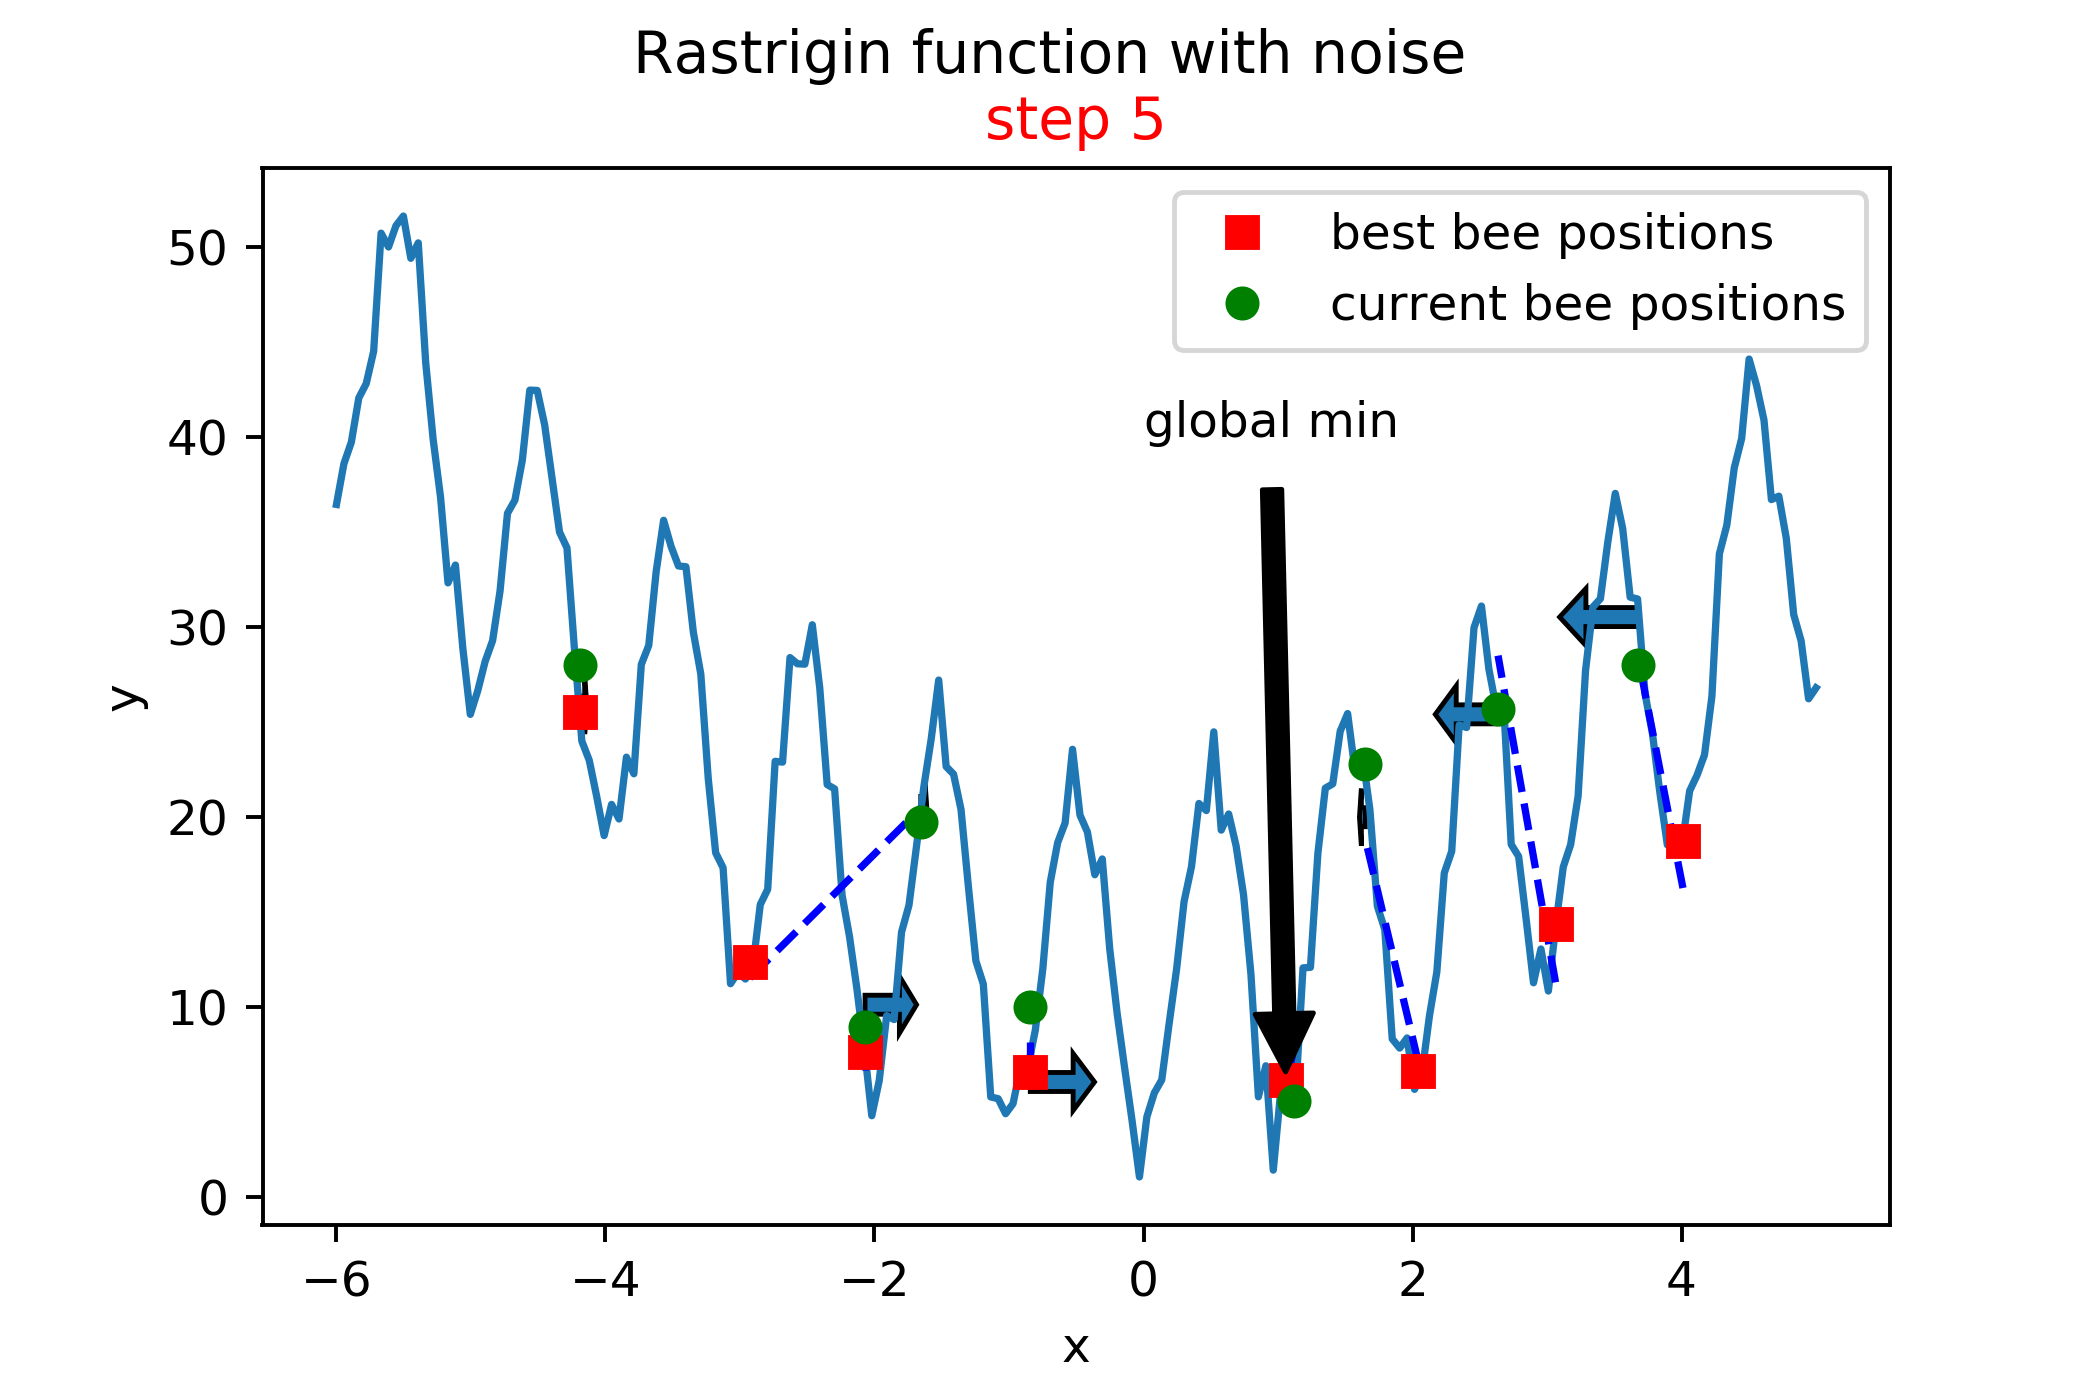 Rastrigin function with noise
step 5
best bee positions
current bee positions
global min
50
40
30
20
10
0
y
−6
−4
−2
0
2
4
x